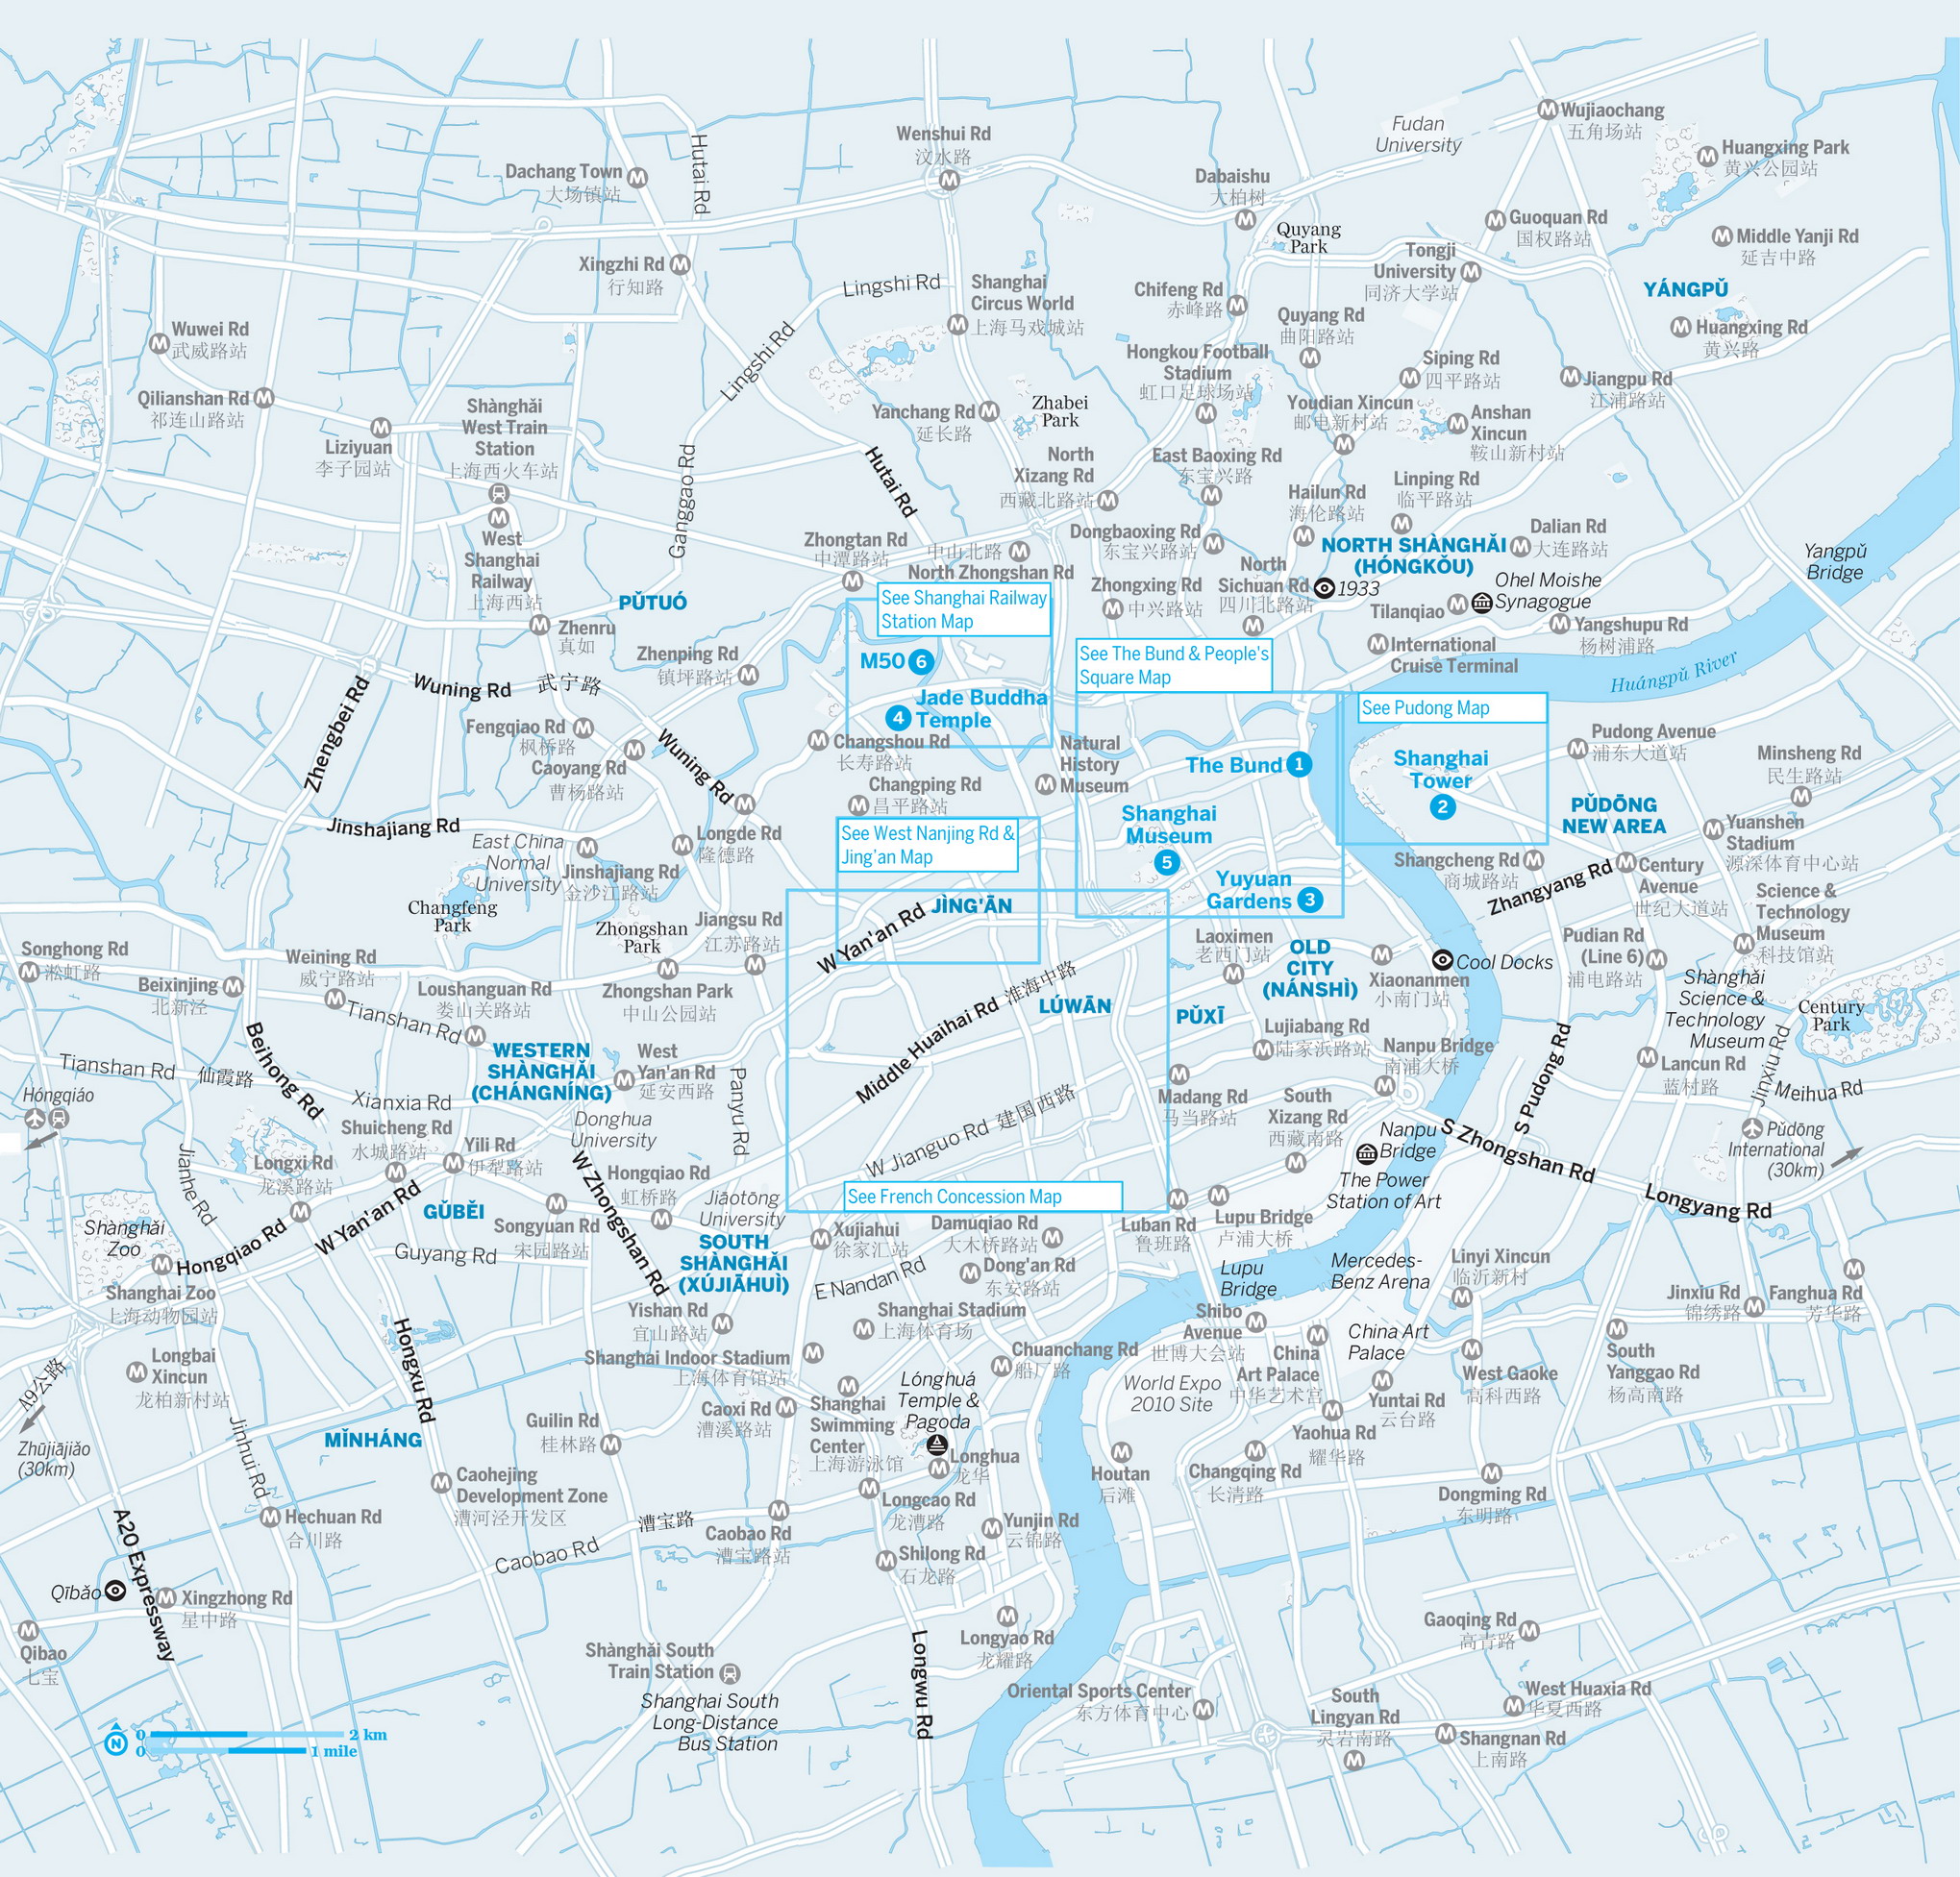 Wujiaochang
五角场站
Fudan
University
Huangxing Park
黄兴公园站
Wenshui Rd
汶水路
Hutai Rd
Dachang Town
大场镇站
Dabaishu
大柏树
Quyang
Park
Guoquan Rd
国权路站
Middle Yanji Rd
延吉中路
Tongji
University
同济大学站
Xingzhi Rd
行知路
Lingshi Rd
Shanghai
Circus World
上海马戏城站
Chifeng Rd
赤峰路
YÁNGPǓ
Quyang Rd
曲阳路站
Huangxing Rd
黄兴路
Wuwei Rd
武威路站
Lingshi Rd
Hongkou Football
Stadium
虹口足球场站
Siping Rd
四平路站
Jiangpu Rd
江浦路站
Qilianshan Rd
祁连山路站
Shànghǎi
West Train
Station
上海西火车站
Liziyuan
李子园站
Yanchang Rd
延长路
Zhabei
Park
Youdian Xincun
邮电新村站
Anshan
Xincun
鞍山新村站
Hutai Rd
Ganggao Rd
North
Xizang Rd
西藏北路站
East Baoxing Rd
东宝兴路
Hailun Rd
海伦路站
Linping Rd
临平路站
West
Shanghai
Railway
上海西站
Zhongtan Rd
中潭路站
中山北路
North Zhongshan Rd
Dongbaoxing Rd
东宝兴路站
NORTH SHÀNGHǍI
(HÓNGKǑU)
Dalian Rd
大连路站
Yangpǔ
Bridge
Zhongxing Rd
中兴路站
North
Sichuan Rd
四川北路站
1933
Ohel Moishe
Synagogue
Tilanqiao
PǓTUÓ
See Shanghai Railway
Station Map
Zhenru
真如
Yangshupu Rd
杨树浦路
International
Cruise Terminal
Huángpǔ River
Zhenping Rd
镇坪路站
M50 6
See The Bund & People's
Square Map
Wuning Rd 武宁路
Zhengbei Rd
4 Jade Buddha
Temple
See Pudong Map
Fengqiao Rd
枫桥路
Wuning Rd
Changshou Rd
长寿路站
Natural
History
Museum
Pudong Avenue
浦东大道站
Minsheng Rd
民生路站
Caoyang Rd
曹杨路站
Changping Rd
昌平路站
The Bund 1
Shanghai
Tower
2
Shanghai
Museum
5
PǓDŌNG
NEW AREA
Jinshajiang Rd
East China
Normal
University
Longde Rd
隆德路
See West Nanjing Rd &
Jing'an Map
Yuanshen
Stadium
源深体育中心站
Jinshajiang Rd
金沙江路站
Shangcheng Rd
商城路站
Zhangyang Rd
Century
Avenue
世纪大道站
Yuyuan
Gardens 3
Changfeng
Park
Zhongshan
Park
Jiangsu Rd
江苏路站
JÌNG'ĀN
W Yan'an Rd
Science &
Technology
Museum
科技馆站
Songhong Rd
淞虹路
Weining Rd
威宁路站
Laoximen
老西门站
OLD
CITY
(NÁNSHÌ)
Pudian Rd
(Line 6)
浦电路站
Cool Docks
Xiaonanmen
小南门站
Beixinjing
北新泾
Loushanguan Rd
娄山关路站
Zhongshan Park
中山公园站
Middle Huaihai Rd 淮海中路
LÚWĀN
PǓXĪ
Shànghǎi
Science &
Technology
Museum
Century
Park
Tianshan Rd
Beihong Rd
Lujiabang Rd
陆家浜路站
Nanpu Bridge
南浦大桥
S Pudong Rd
Lancun Rd
蓝村路
Jinxiu Rd
WESTERN
SHÀNGHǍI
(CHÁNGNÍNG)
West
Yan'an Rd
延安西路
Panyu Rd
Tianshan Rd 仙霞路
Hóngqiáo
Xianxia Rd
Meihua Rd
Madang Rd
马当路站
South
Xizang Rd
西藏南路
Donghua
University
W Jianguo Rd 建国西路
Shuicheng Rd
水城路站
Yili Rd
伊犁路站
Nanpu
Bridge
S Zhongshan Rd
Pǔdōng
International
(30km)
Jianhe Rd
Longxi Rd
龙溪路站
W Zhongshan Rd
Hongqiao Rd
虹桥路
Jiāotōng
University
The Power
Station of Art
Longyang Rd
See French Concession Map
GǓBĚI
Songyuan Rd
宋园路站
Shànghǎi
Zoo
Hongqiao Rd
W Yan'an Rd
Guyang Rd
SOUTH
SHÀNGHǍI
(XÚJIĀHUÌ)
Xujiahui
徐家汇站
Damuqiao Rd
大木桥路站
Luban Rd
鲁班路
Lupu Bridge
卢浦大桥
E Nandan Rd
Dong'an Rd
东安路站
Lupu
Bridge
Mercedes-
Benz Arena
Linyi Xincun
临沂新村
Shanghai Zoo
上海动物园站
Yishan Rd
宜山路站
Shanghai Stadium
上海体育场
Shibo
Avenue
世博大会站
Jinxiu Rd
锦绣路
Fanghua Rd
芳华路
Hongxu Rd
Longbai
Xincun
龙柏新村站
Shanghai Indoor Stadium
上海体育馆站
Chuanchang Rd
船厂路
China
Art Palace
中华艺术宫
China Art
Palace
West Gaoke
高科西路
South
Yanggao Rd
杨高南路
A9公路
Zhūjiājiǎo
(30km)
Lónghuá
Temple &
Pagoda
World Expo
2010 Site
Yuntai Rd
云台路
Caoxi Rd
漕溪路站
Shanghai
Swimming
Center
上海游泳馆
Guilin Rd
桂林路
MǏNHÁNG
Jinhui Rd
Longhua
龙华
Yaohua Rd
耀华路
Houtan
后滩
Changqing Rd
长清路
Caohejing
Development Zone
漕河泾开发区
Dongming Rd
东明路
Longcao Rd
龙漕路
Hechuan Rd
合川路
漕宝路
Caobao Rd
Caobao Rd
漕宝路站
Yunjin Rd
云锦路
A20 Expressway
Shilong Rd
石龙路
Qībǎo
Xingzhong Rd
星中路
Qibao
七宝
Longyao Rd
龙耀路
Gaoqing Rd
高青路
Shànghǎi South
Train Station
Longwu Rd
Shanghai South
Long-Distance
Bus Station
Oriental Sports Center
东方体育中心
South
Lingyan Rd
灵岩南路
West Huaxia Rd
华夏西路
Shangnan Rd
上南路
N
0 2 km
0 1 mile